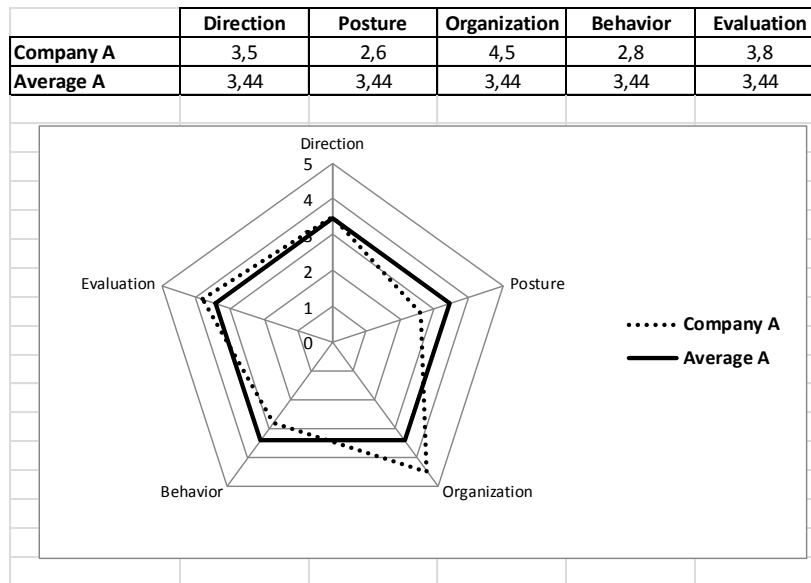 Direction Posture Organization Behavior Evaluation
Company A 3,5 2,6 4,5 2,8 3,8
Average A 3,44 3,44 3,44 3,44 3,44
Direction
5
4
3
Evaluation 2 Posture
1
0
Company A
Average A
Behavior Organization